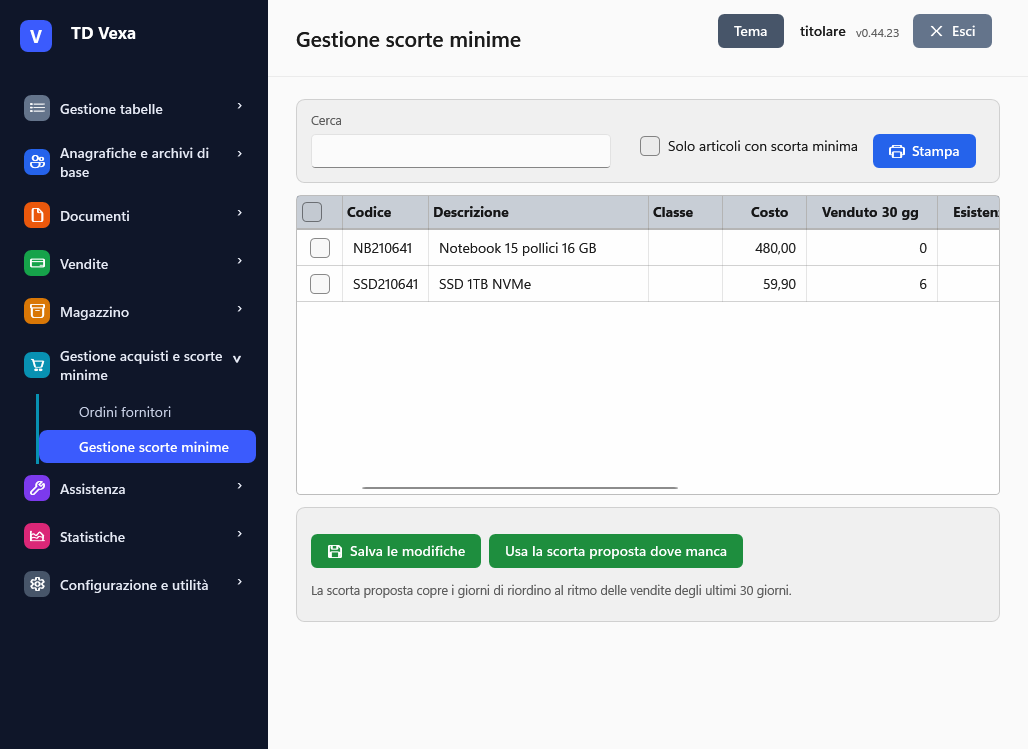 V TD Vexa
Gestione tabelle
Anagrafiche e archivi di
base
Documenti
Vendite
Magazzino
Gestione acquisti e scorte
minime
Ordini fornitori
Gestione scorte minime
Assistenza
Statistiche
Configurazione e utilità
Gestione scorte minime
Tema titolare v0.44.23 Esci
Cerca
Solo articoli con scorta minima
Stampa
Codice Descrizione Classe Costo Venduto 30 gg Esisten
NB210641 Notebook 15 pollici 16 GB 480,00 0
SSD210641 SSD 1TB NVMe 59,90 6
Salva le modifiche Usa la scorta proposta dove manca
La scorta proposta copre i giorni di riordino al ritmo delle vendite degli ultimi 30 giorni.